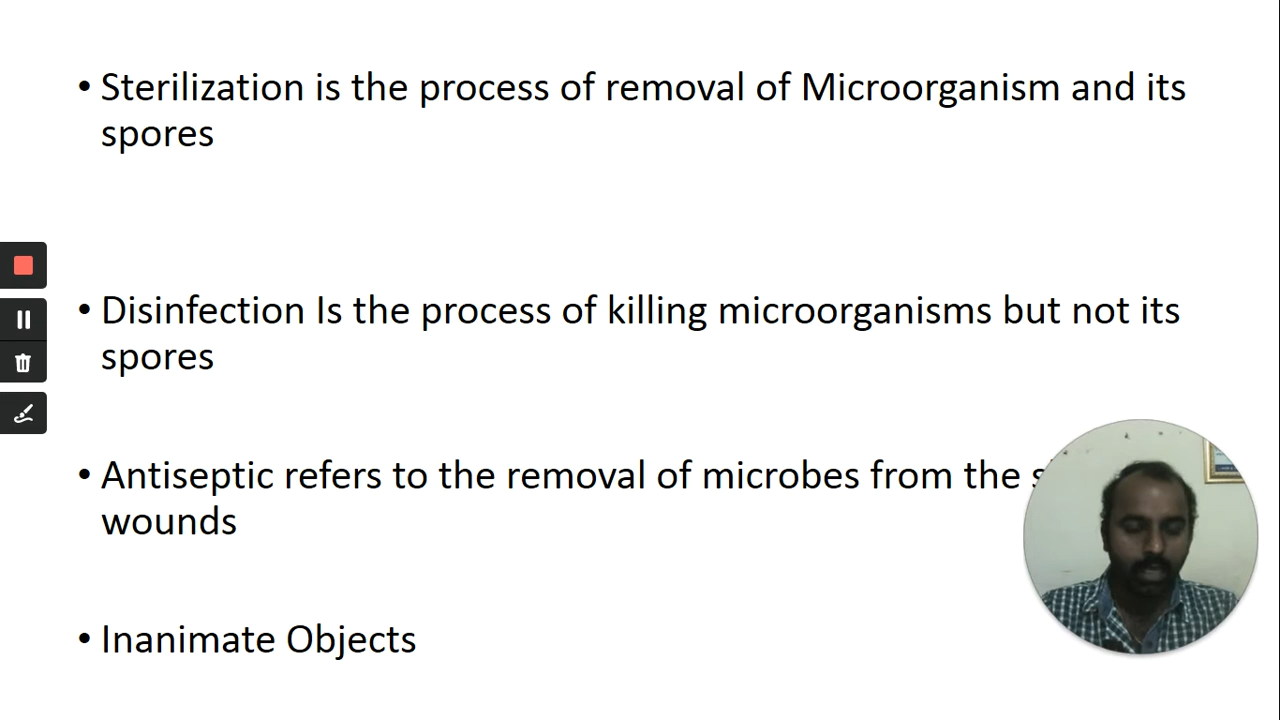 • Sterilization is the process of removal of Microorganism and its
spores
• Disinfection Is the process of killing microorganisms but not its
spores
• Antiseptic refers to the removal of microbes from the
wounds
• Inanimate Objects